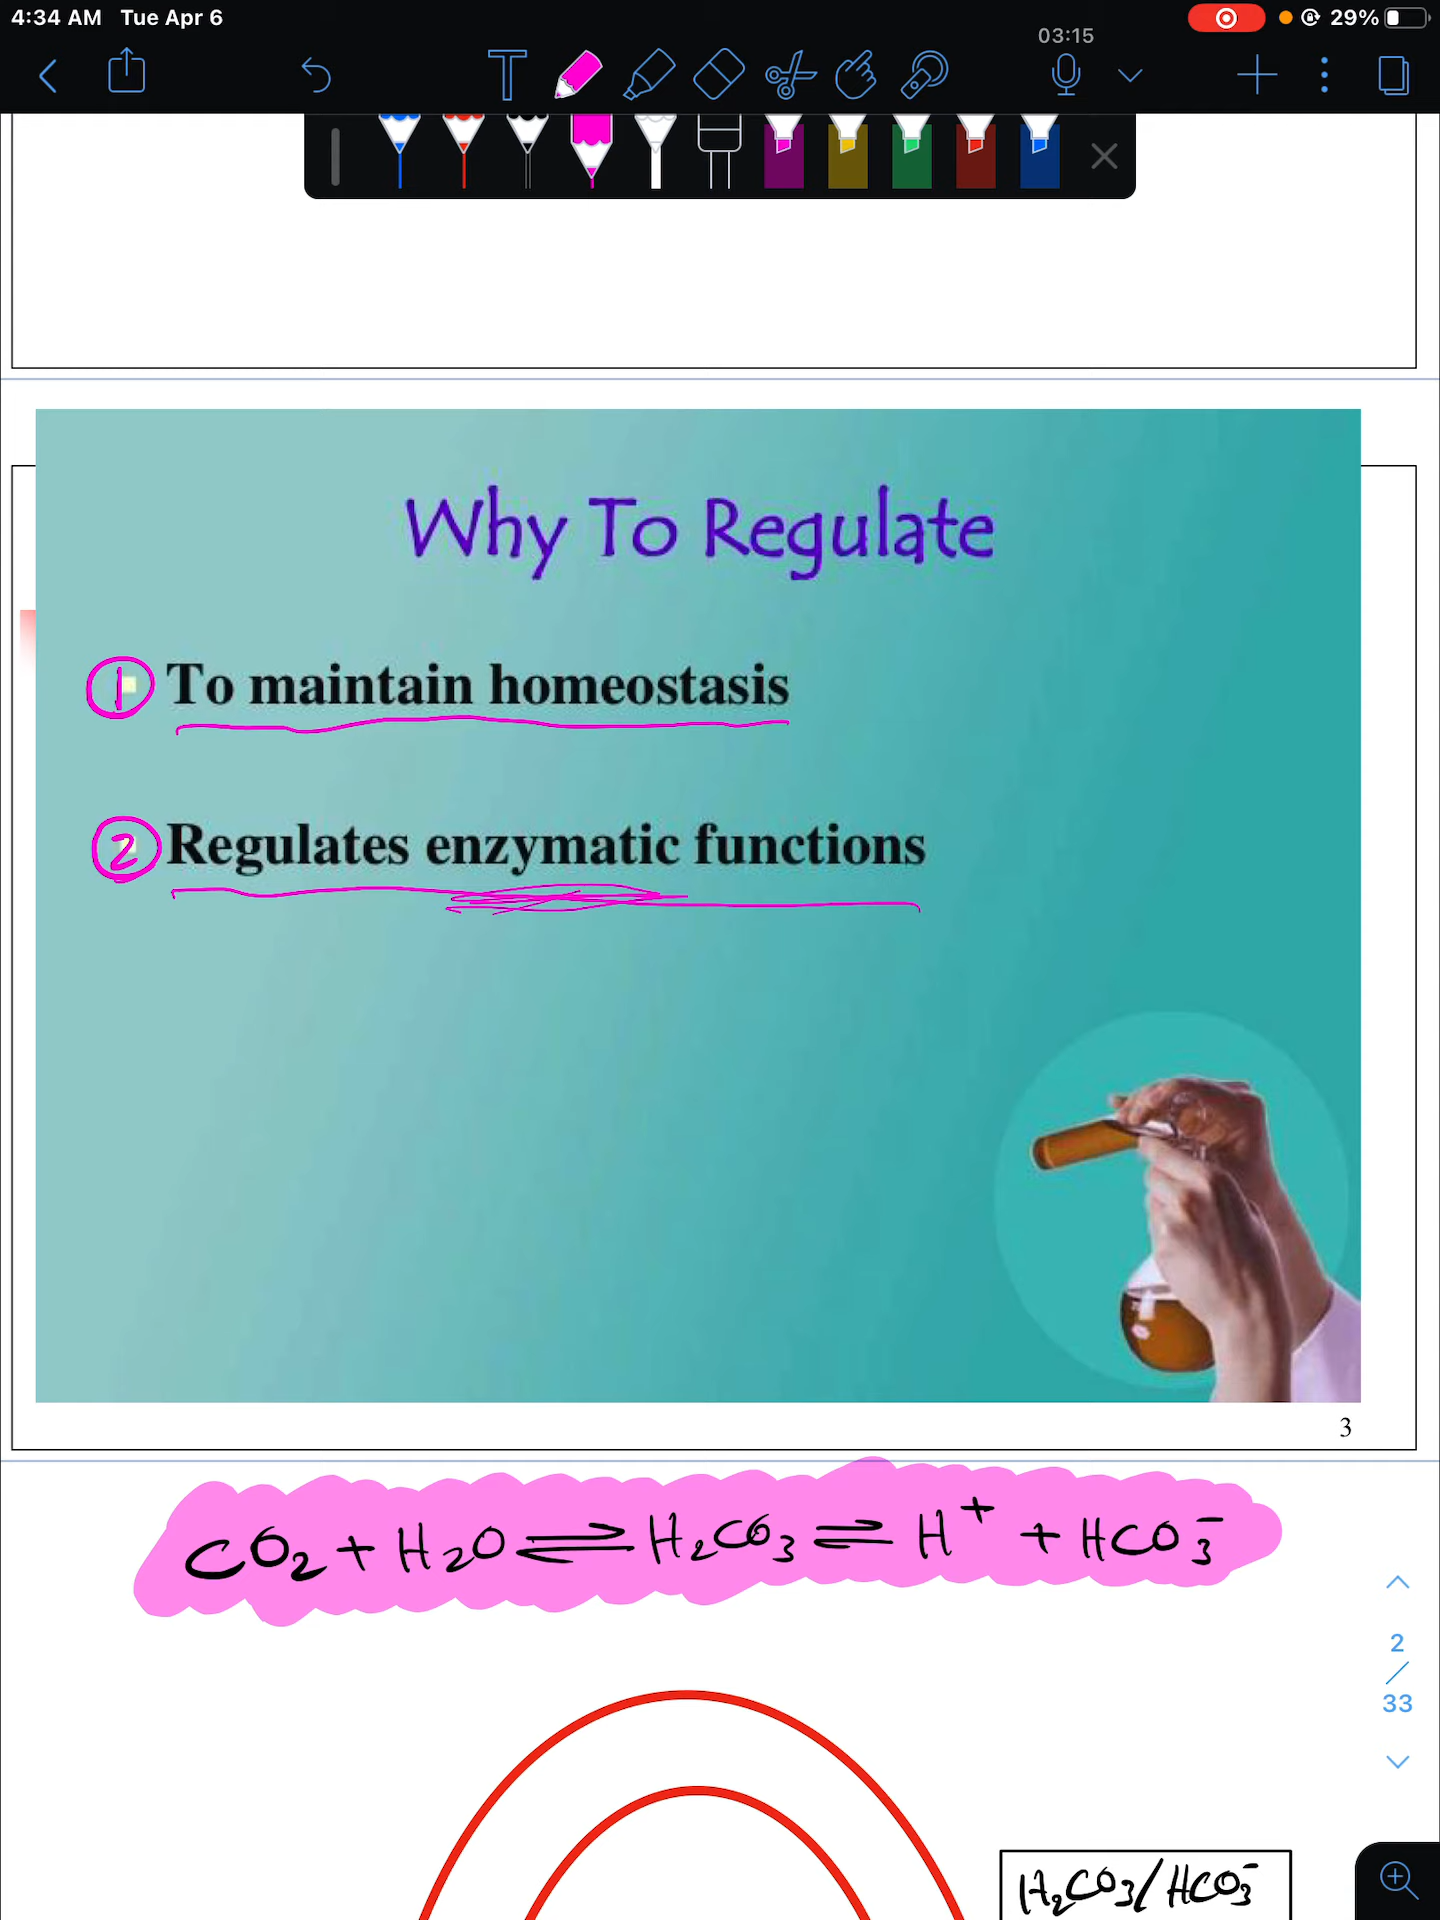 4:34 AM Tue Apr 6
29%
03:15
T
Why To Regulate
1 To maintain homeostasis
2 Regulates enzymatic functions
3
CO₂ + H₂O ⇌ H₂CO₃ ⇌ H⁺ + HCO₃⁻
2
/
33
H₂CO₃/HCO₃⁻